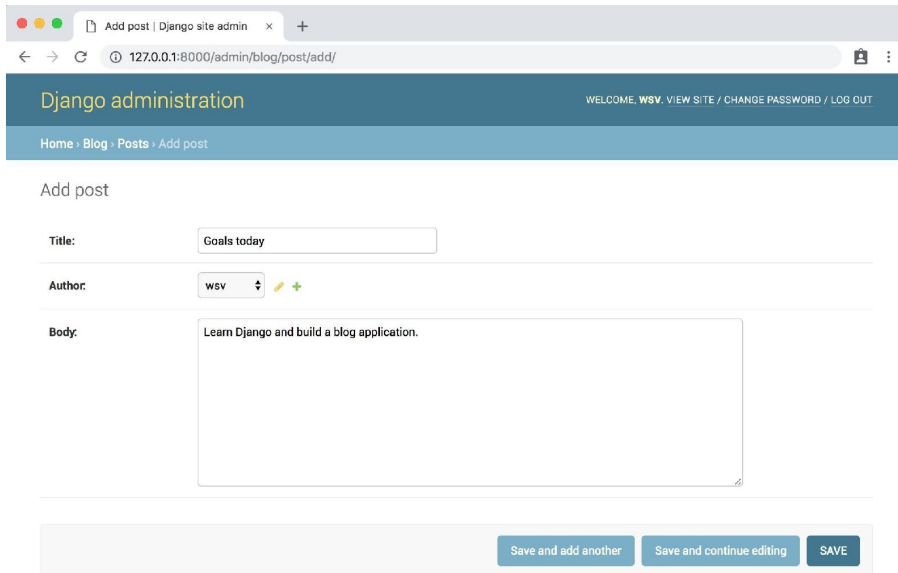 Add post | Django site admin
127.0.0.1:8000/admin/blog/post/add/
Django administration
WELCOME, WSV. VIEW SITE / CHANGE PASSWORD / LOG OUT
Home › Blog › Posts › Add post
Add post
Title: Goals today
Author: wsv
Body: Learn Django and build a blog application.
Save and add another Save and continue editing SAVE